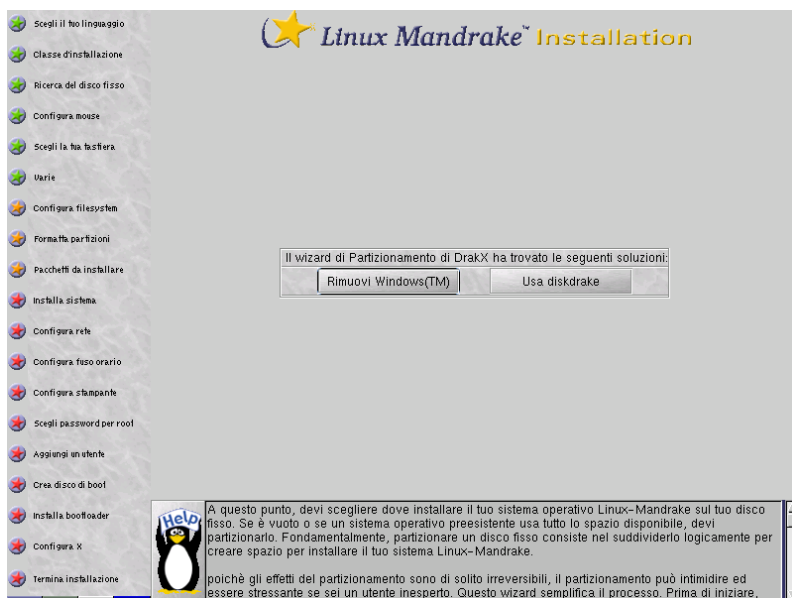 Scegli il tuo linguaggio
Classe d'installazione
Ricerca del disco fisso
Configura mouse
Scegli la tua tastiera
Varie
Configura filesystem
Formatta partizioni
Pacchetti da installare
Installa sistema
Configura rete
Configura fuso orario
Configura stampante
Scegli password per root
Aggiungi un utente
Crea disco di boot
Installa bootloader
Configura X
Termina installazione
Linux Mandrake™ Installation
Il wizard di Partizionamento di DrakX ha trovato le seguenti soluzioni:
Rimuovi Windows(TM)
Usa diskdrake
Help
A questo punto, devi scegliere dove installare il tuo sistema operativo Linux-Mandrake sul tuo disco
fisso. Se è vuoto o se un sistema operativo preesistente usa tutto lo spazio disponibile, devi
partizionarlo. Fondamentalmente, partizionare un disco fisso consiste nel suddividerlo logicamente per
creare spazio per installare il tuo sistema Linux-Mandrake.
poichè gli effetti del partizionamento sono di solito irreversibili, il partizionamento può intimidire ed
essere stressante se sei un utente inesperto. Questo wizard semplifica il processo. Prima di iniziare,